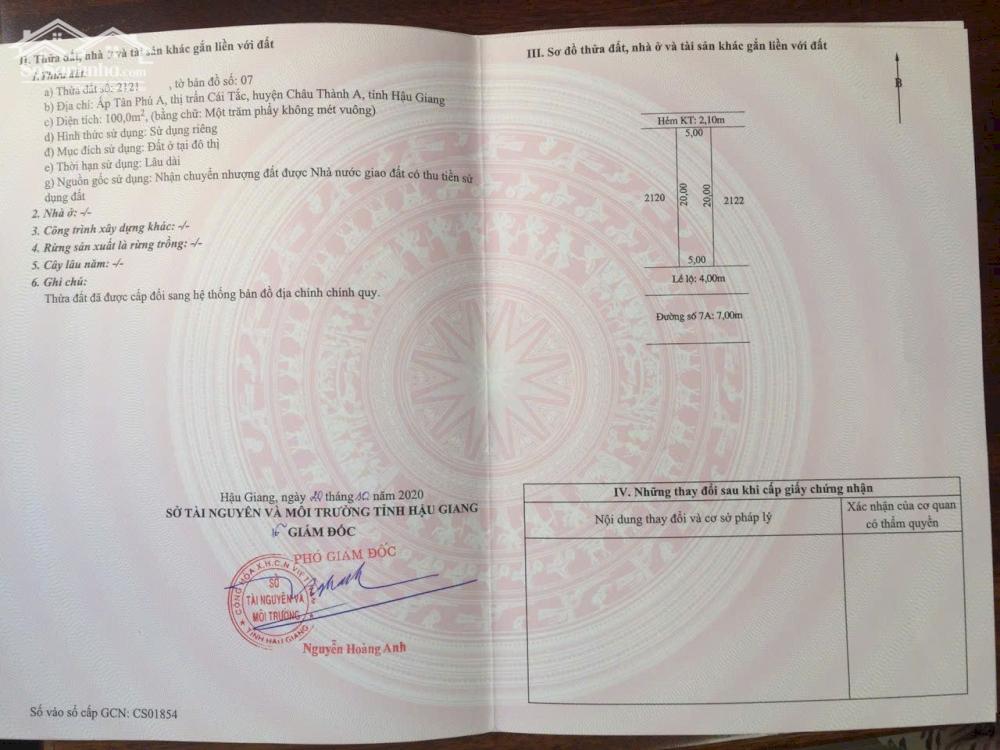 II. Thửa đất, nhà ở và tài sản khác gắn liền với đất
1. Thửa đất:
a) Thửa đất số: 2121 , tờ bản đồ số: 07
b) Địa chỉ: Ấp Tân Phú A, thị trấn Cái Tắc, huyện Châu Thành A, tỉnh Hậu Giang
c) Diện tích: 100,0m², (bằng chữ: Một trăm phẩy không mét vuông)
d) Hình thức sử dụng: Sử dụng riêng
đ) Mục đích sử dụng: Đất ở tại đô thị
e) Thời hạn sử dụng: Lâu dài
g) Nguồn gốc sử dụng: Nhận chuyển nhượng đất được Nhà nước giao đất có thu tiền sử
dụng đất
2. Nhà ở: -/-
3. Công trình xây dựng khác: -/-
4. Rừng sản xuất là rừng trồng: -/-
5. Cây lâu năm: -/-
6. Ghi chú:
Thửa đất đã được cấp đổi sang hệ thống bản đồ địa chính chính quy.
Hậu Giang, ngày 20 tháng 10 năm 2020
SỞ TÀI NGUYÊN VÀ MÔI TRƯỜNG TỈNH HẬU GIANG
GIÁM ĐỐC
PHÓ GIÁM ĐỐC
CỘNG HÒA X.H.C.N VIỆT NAM
SỞ
TÀI NGUYÊN VÀ
MÔI TRƯỜNG
TỈNH HẬU GIANG
Nguyễn Hoàng Anh
Số vào sổ cấp GCN: CS01854
III. Sơ đồ thửa đất, nhà ở và tài sản khác gắn liền với đất
B
Hẻm KT: 2,10m
5,00
2120
20,00
20,00
2122
5,00
Lề lộ: 4,00m
Đường số 7A: 7,00m
IV. Những thay đổi sau khi cấp giấy chứng nhận
Nội dung thay đổi và cơ sở pháp lý
Xác nhận của cơ quan
có thẩm quyền